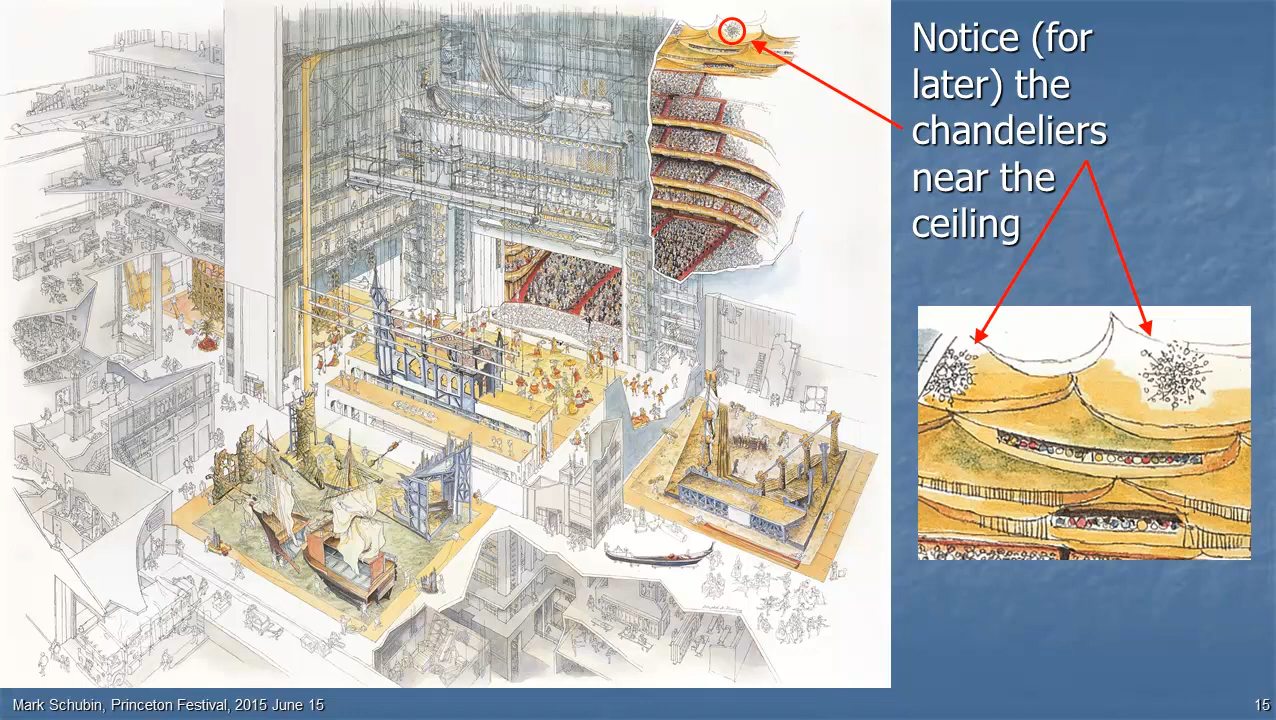 Notice (for
later) the
chandeliers
near the
ceiling
Mark Schubin, Princeton Festival, 2015 June 15
15